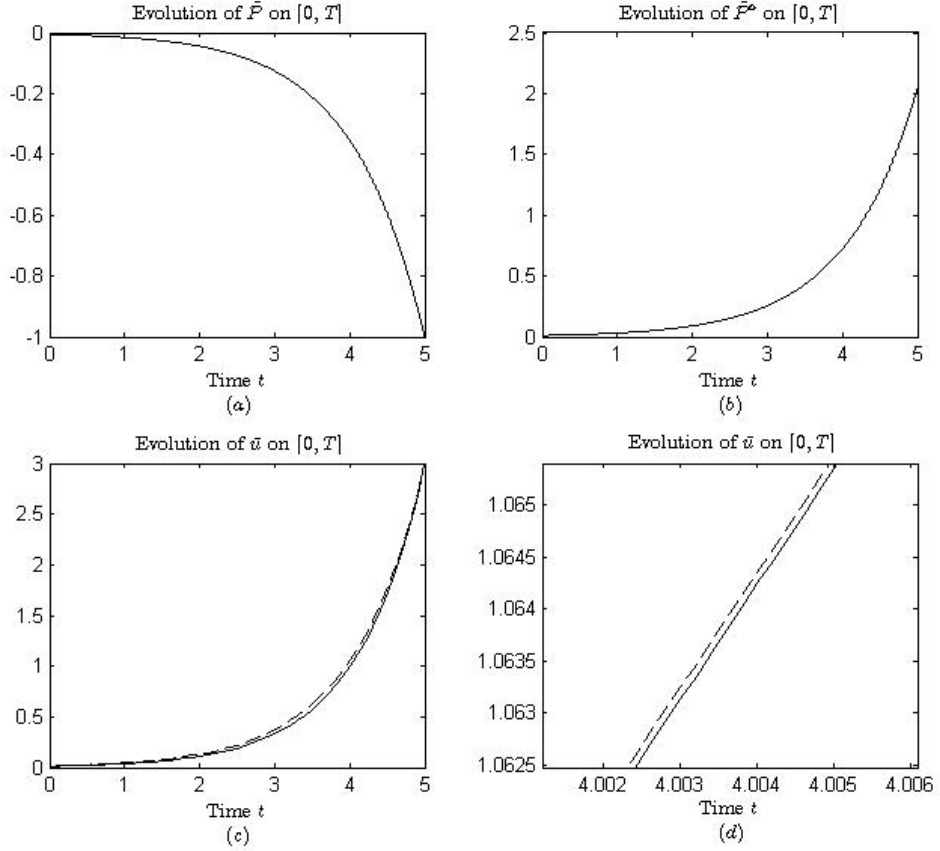 Evolution of P̄ on [0, T]
0
-0.2
-0.4
-0.6
-0.8
-1
0 1 2 3 4 5
Time t
(a)
Evolution of P̄^Δ on [0, T]
2.5
2
1.5
1
0.5
0
0 1 2 3 4 5
Time t
(b)
Evolution of ū on [0, T]
3
2.5
2
1.5
1
0.5
0
0 1 2 3 4 5
Time t
(c)
Evolution of ū on [0, T]
1.065
1.0645
1.064
1.0635
1.063
1.0625
4.002 4.003 4.004 4.005 4.006
Time t
(d)